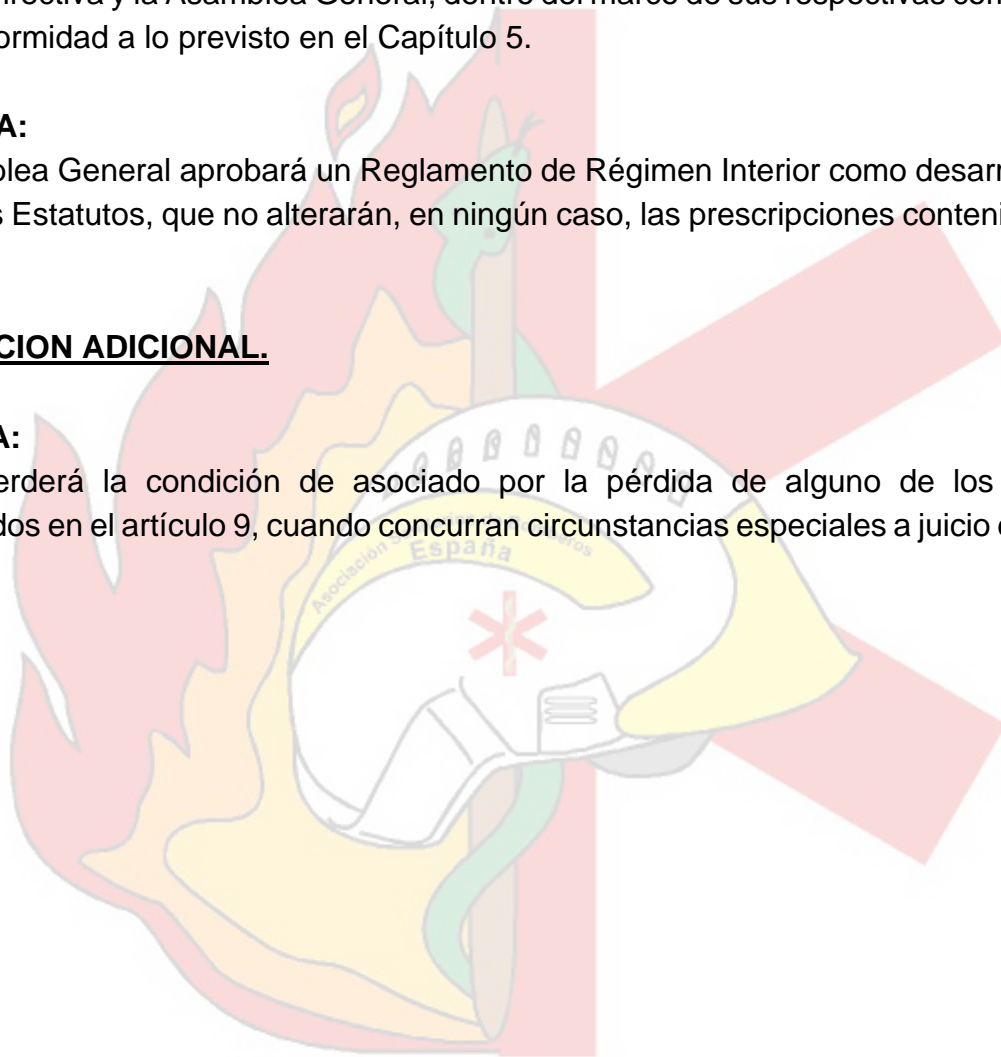 irectiva y la Asamblea General, dentro del marco de sus respectivas con
ormidad a lo previsto en el Capítulo 5.
A:
blea General aprobará un Reglamento de Régimen Interior como desarr
s Estatutos, que no alterarán, en ningún caso, las prescripciones conteni
CION ADICIONAL.
A:
erderá la condición de asociado por la pérdida de alguno de los
dos en el artículo 9, cuando concurran circunstancias especiales a juicio
Asociación
España